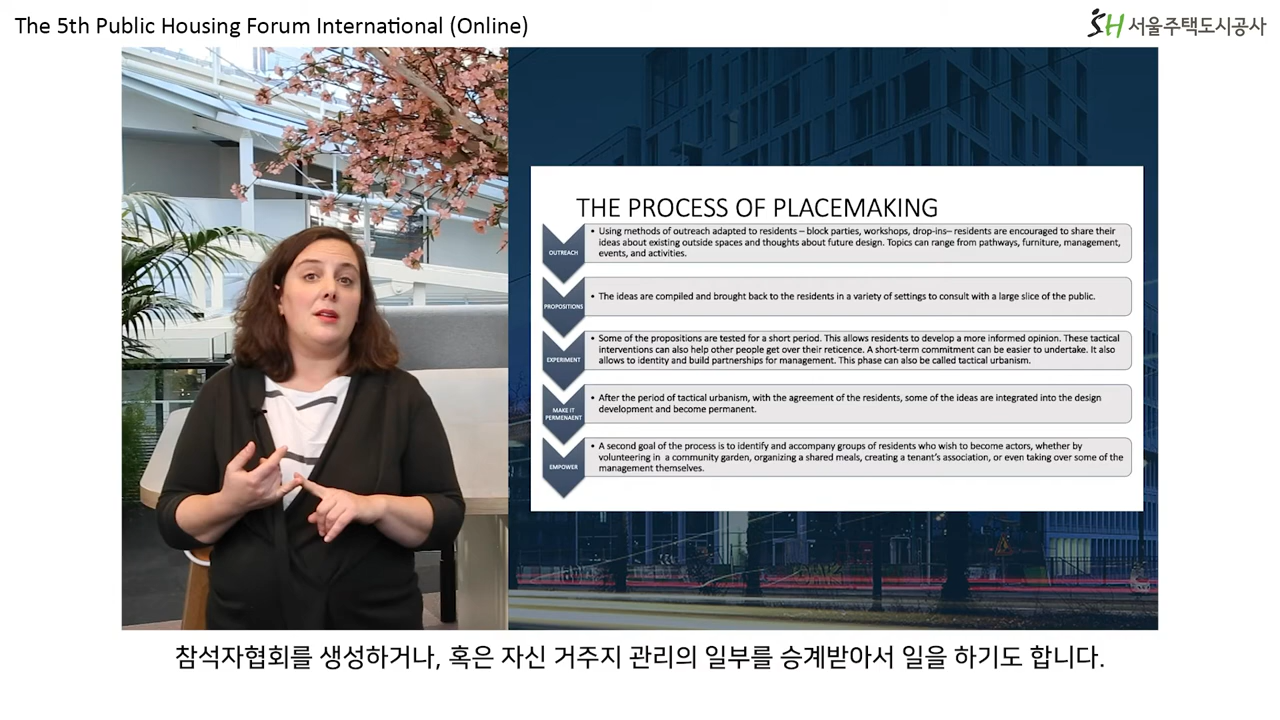 The 5th Public Housing Forum International (Online)
SH 서울주택도시공사
THE PROCESS OF PLACEMAKING
OUTREACH
• Using methods of outreach adapted to residents – block parties, workshops, drop-ins– residents are encouraged to share their
ideas about existing outside spaces and thoughts about future design. Topics can range from pathways, furniture, management,
events, and activities.
PROPOSITIONS
• The ideas are compiled and brought back to the residents in a variety of settings to consult with a large slice of the public.
EXPERIMENT
• Some of the propositions are tested for a short period. This allows residents to develop a more informed opinion. These tactical
interventions can also help other people get over their reticence. A short-term commitment can be easier to undertake. It also
allows to identity and build partnerships for management. This phase can also be called tactical urbanism.
MAKE IT
PERMENAENT
• After the period of tactical urbanism, with the agreement of the residents, some of the ideas are integrated into the design
development and become permanent.
EMPOWER
• A second goal of the process is to identify and accompany groups of residents who wish to become actors, whether by
volunteering in a community garden, organizing a shared meals, creating a tenant's association, or even taking over some of the
management themselves.
참석자협회를 생성하거나, 혹은 자신 거주지 관리의 일부를 승계받아서 일을 하기도 합니다.